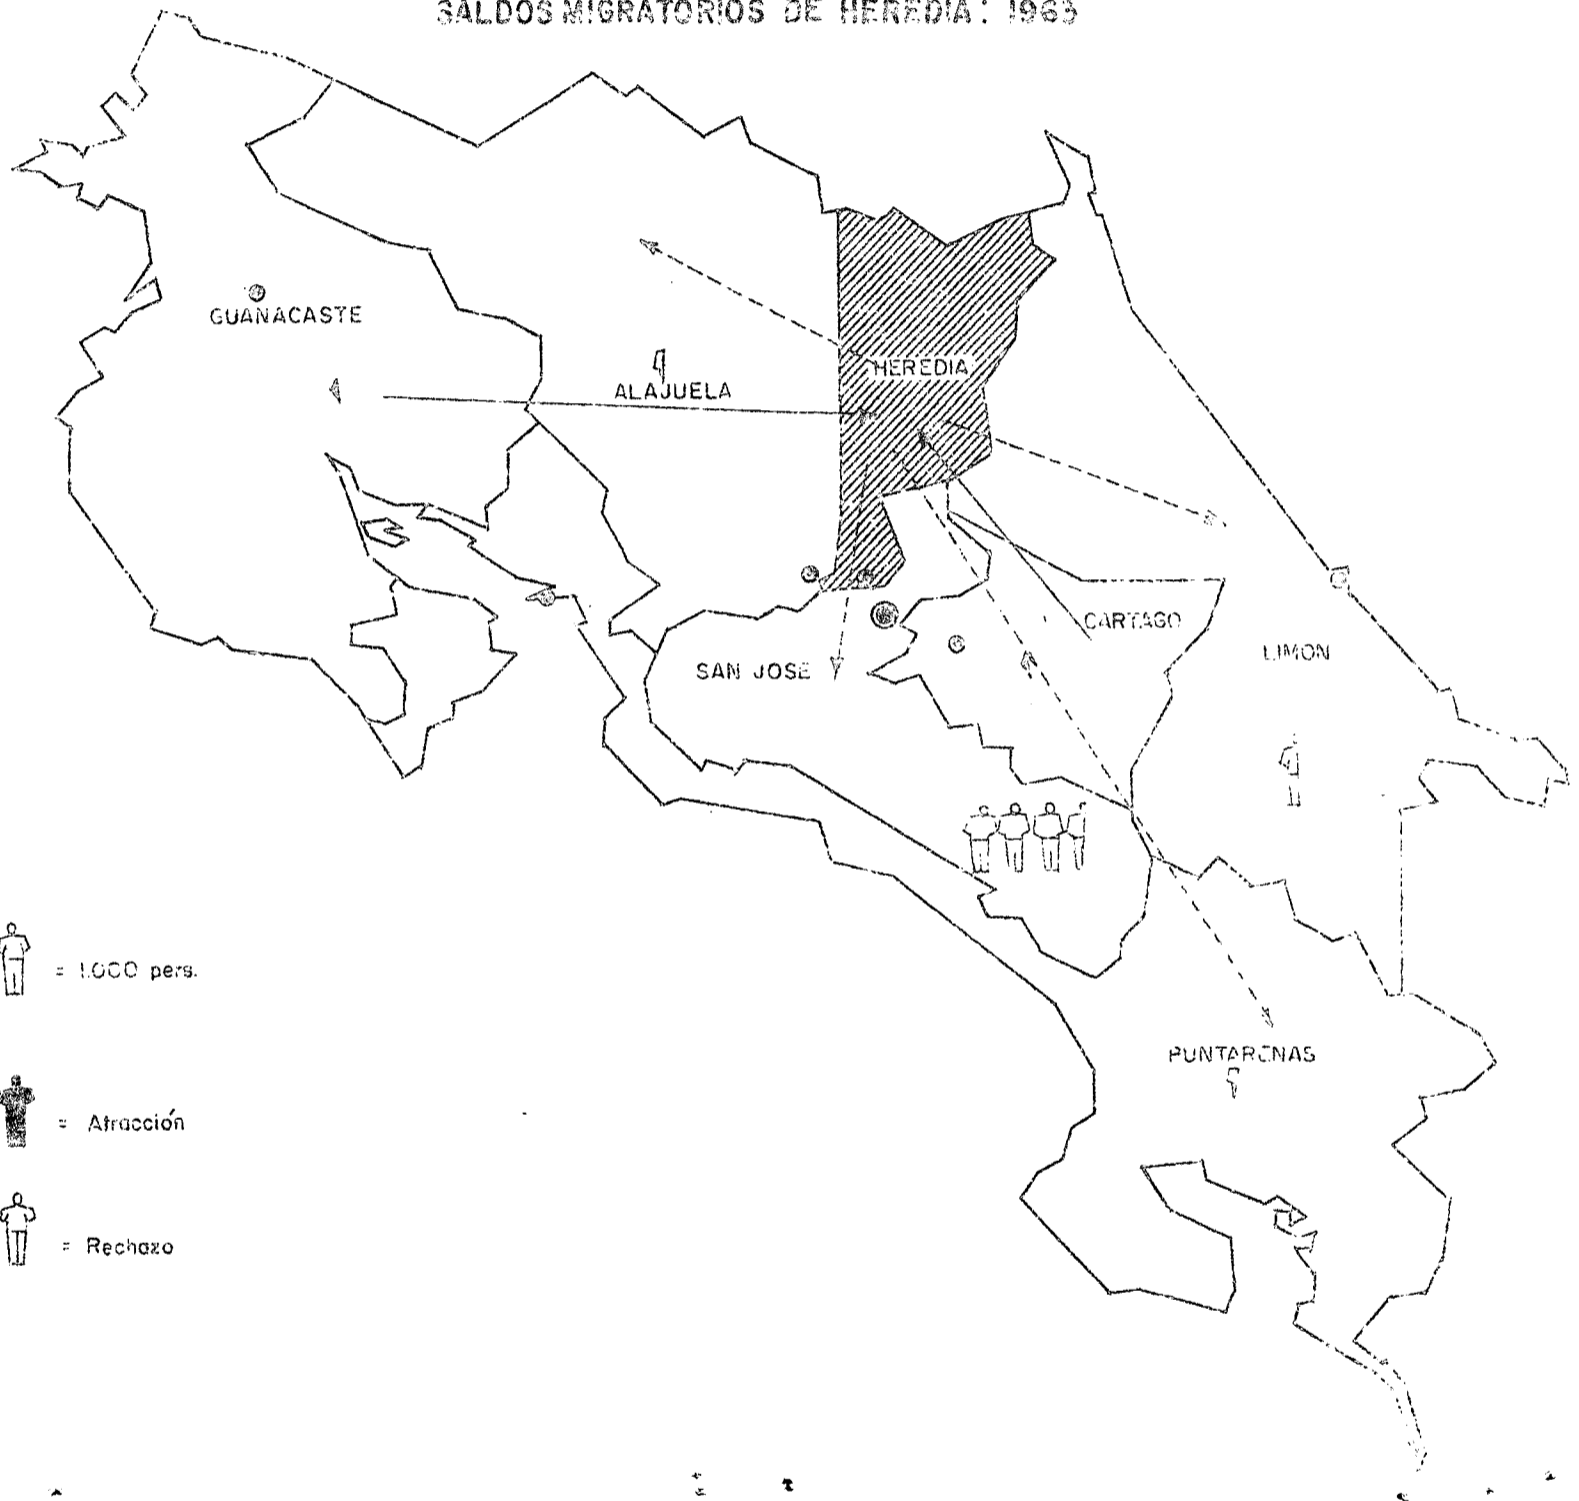 SALDOS MIGRATORIOS DE HEREDIA: 1963
GUANACASTE
HEREDIA
ALAJUELA
CARTAGO
LIMON
SAN JOSE
= 1.000 pers.
PUNTARENAS
= Atracción
= Rechazo